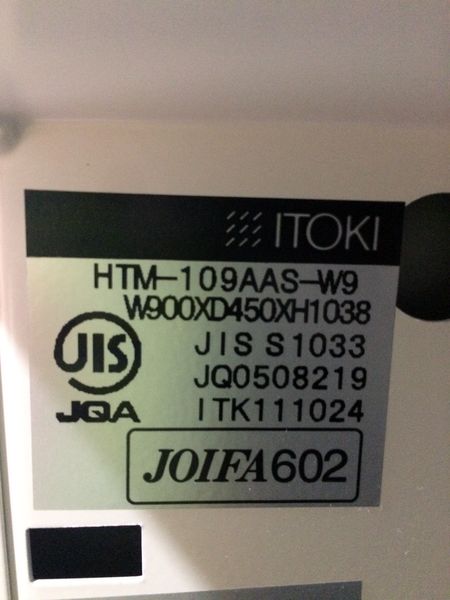 ITOKI
HTM-109AAS-W9
W900XD450XH1038
JIS
JIS S1033
JQ0508219
JQA
ITK111024
JOIFA602